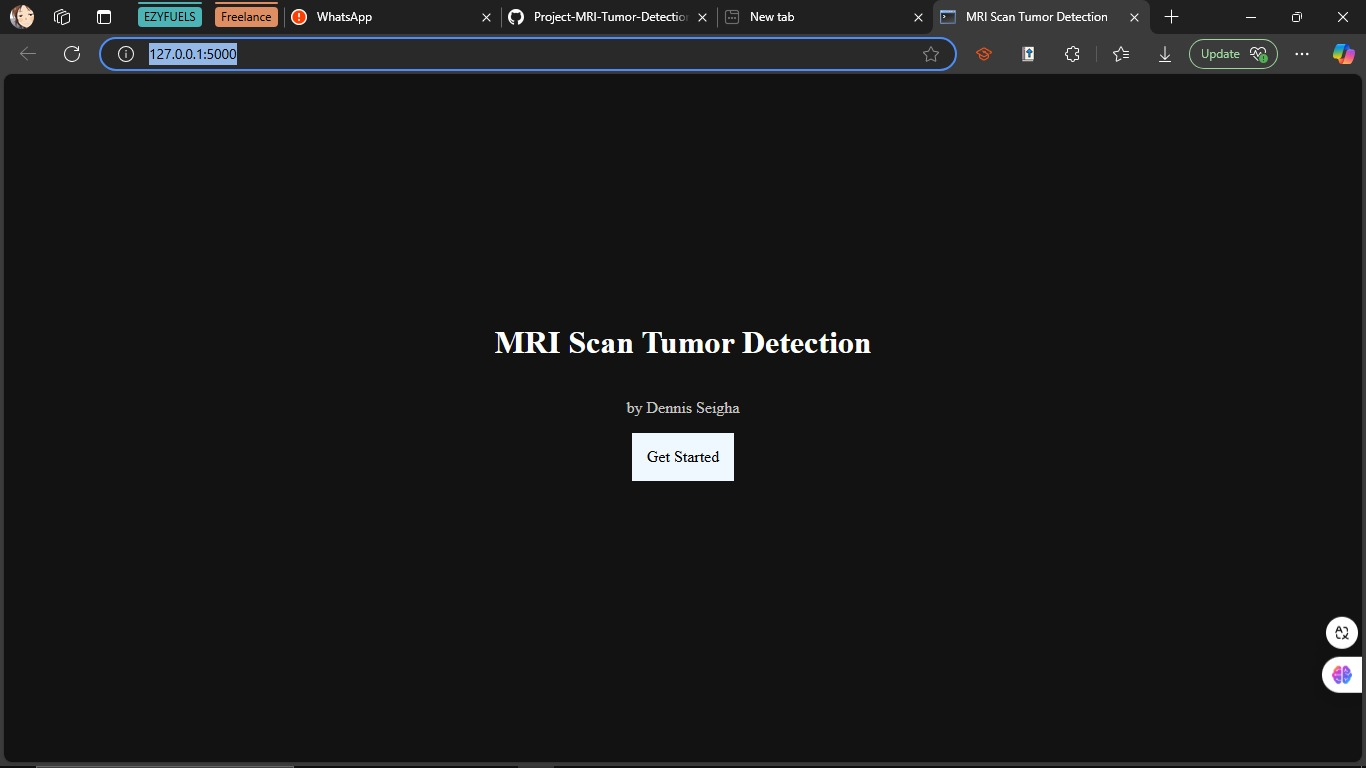 EZYFUELS Freelance WhatsApp Project-MRI-Tumor-Detection New tab MRI Scan Tumor Detection
127.0.0.1:5000 Update
MRI Scan Tumor Detection
by Dennis Seigha
Get Started